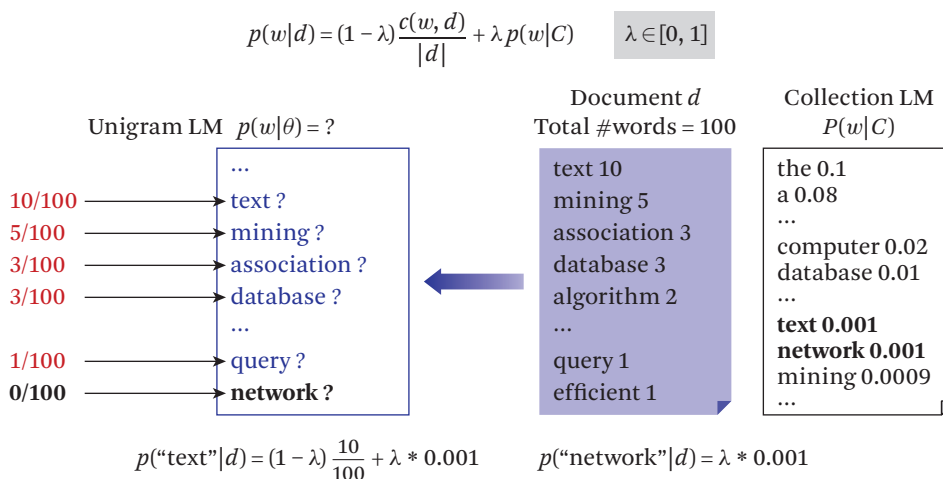 p(w|d) = (1 − λ) c(w, d) / |d| + λ p(w|C)    λ ∈ [0, 1]
Unigram LM p(w|θ) = ?
...
10/100 text ?
5/100 mining ?
3/100 association ?
3/100 database ?
...
1/100 query ?
0/100 network ?
Document d
Total #words = 100
text 10
mining 5
association 3
database 3
algorithm 2
...
query 1
efficient 1
Collection LM
P(w|C)
the 0.1
a 0.08
...
computer 0.02
database 0.01
...
text 0.001
network 0.001
mining 0.0009
...
p(“text”|d) = (1 − λ) 10/100 + λ * 0.001
p(“network”|d) = λ * 0.001